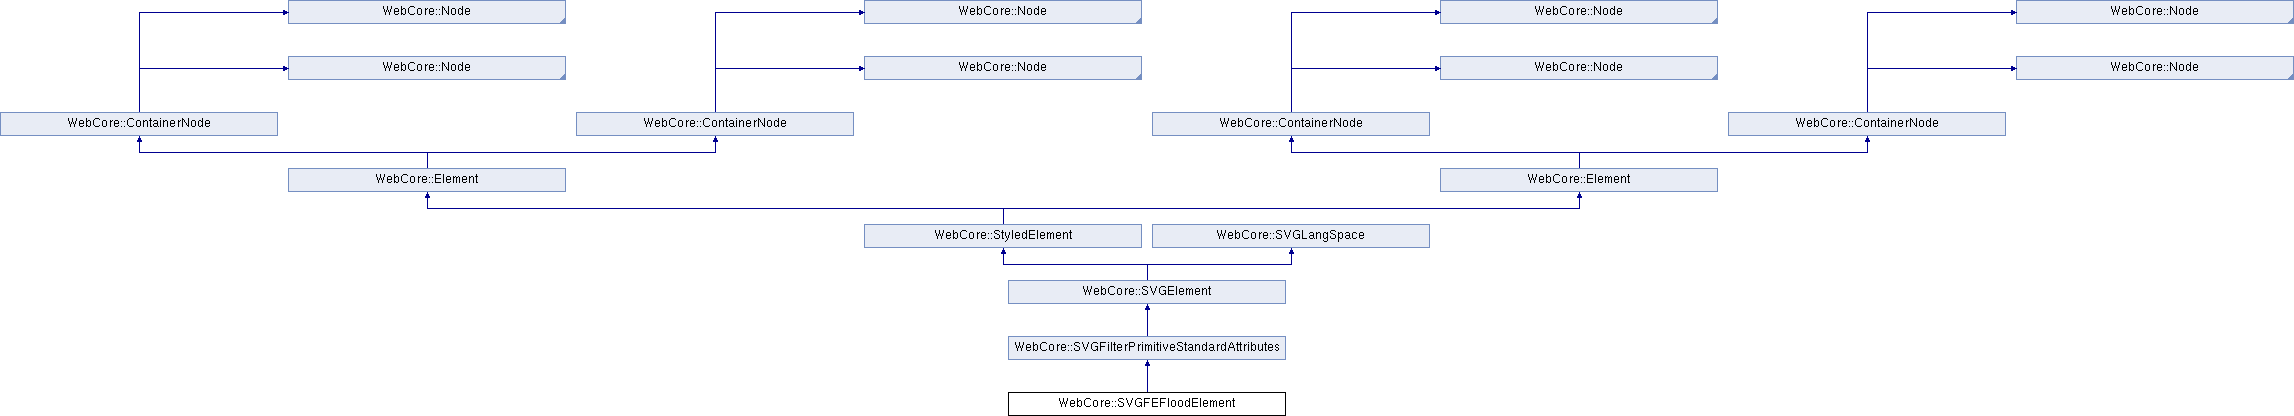 WebCore::Node WebCore::Node WebCore::Node WebCore::Node
WebCore::Node WebCore::Node WebCore::Node WebCore::Node
WebCore::ContainerNode WebCore::ContainerNode WebCore::ContainerNode WebCore::ContainerNode
WebCore::Element WebCore::Element
WebCore::StyledElement WebCore::SVGLangSpace
WebCore::SVGElement
WebCore::SVGFilterPrimitiveStandardAttributes
WebCore::SVGFEFloodElement